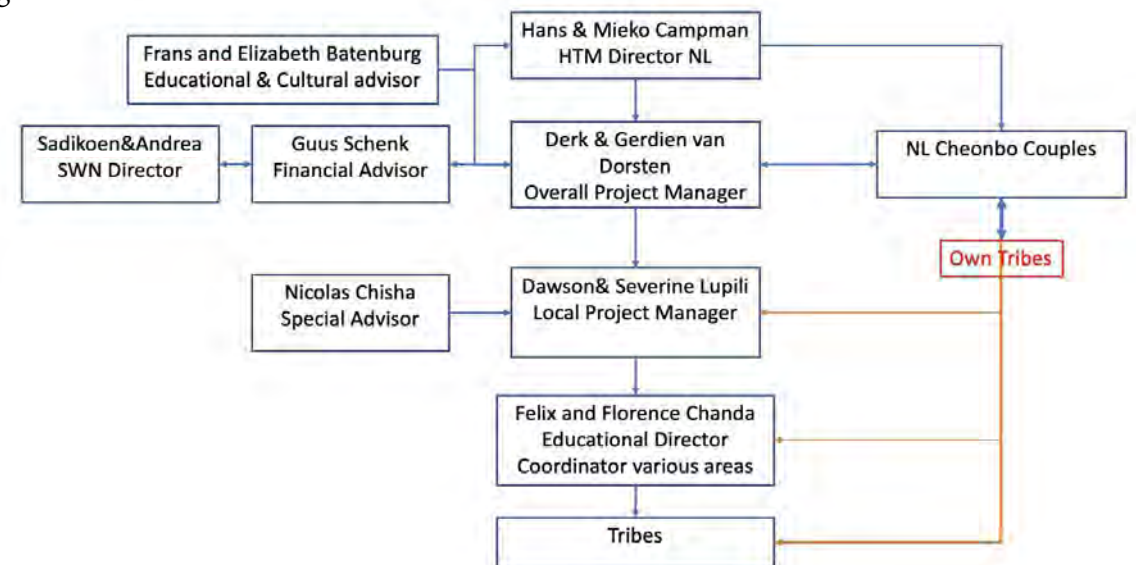 Hans & Mieko Campman
HTM Director NL
Frans and Elizabeth Batenburg
Educational & Cultural advisor
Sadikoen&Andrea
SWN Director
Guus Schenk
Financial Advisor
Derk & Gerdien van
Dorsten
Overall Project Manager
NL Cheonbo Couples
Own Tribes
Nicolas Chisha
Special Advisor
Dawson& Severine Lupili
Local Project Manager
Felix and Florence Chanda
Educational Director
Coordinator various areas
Tribes